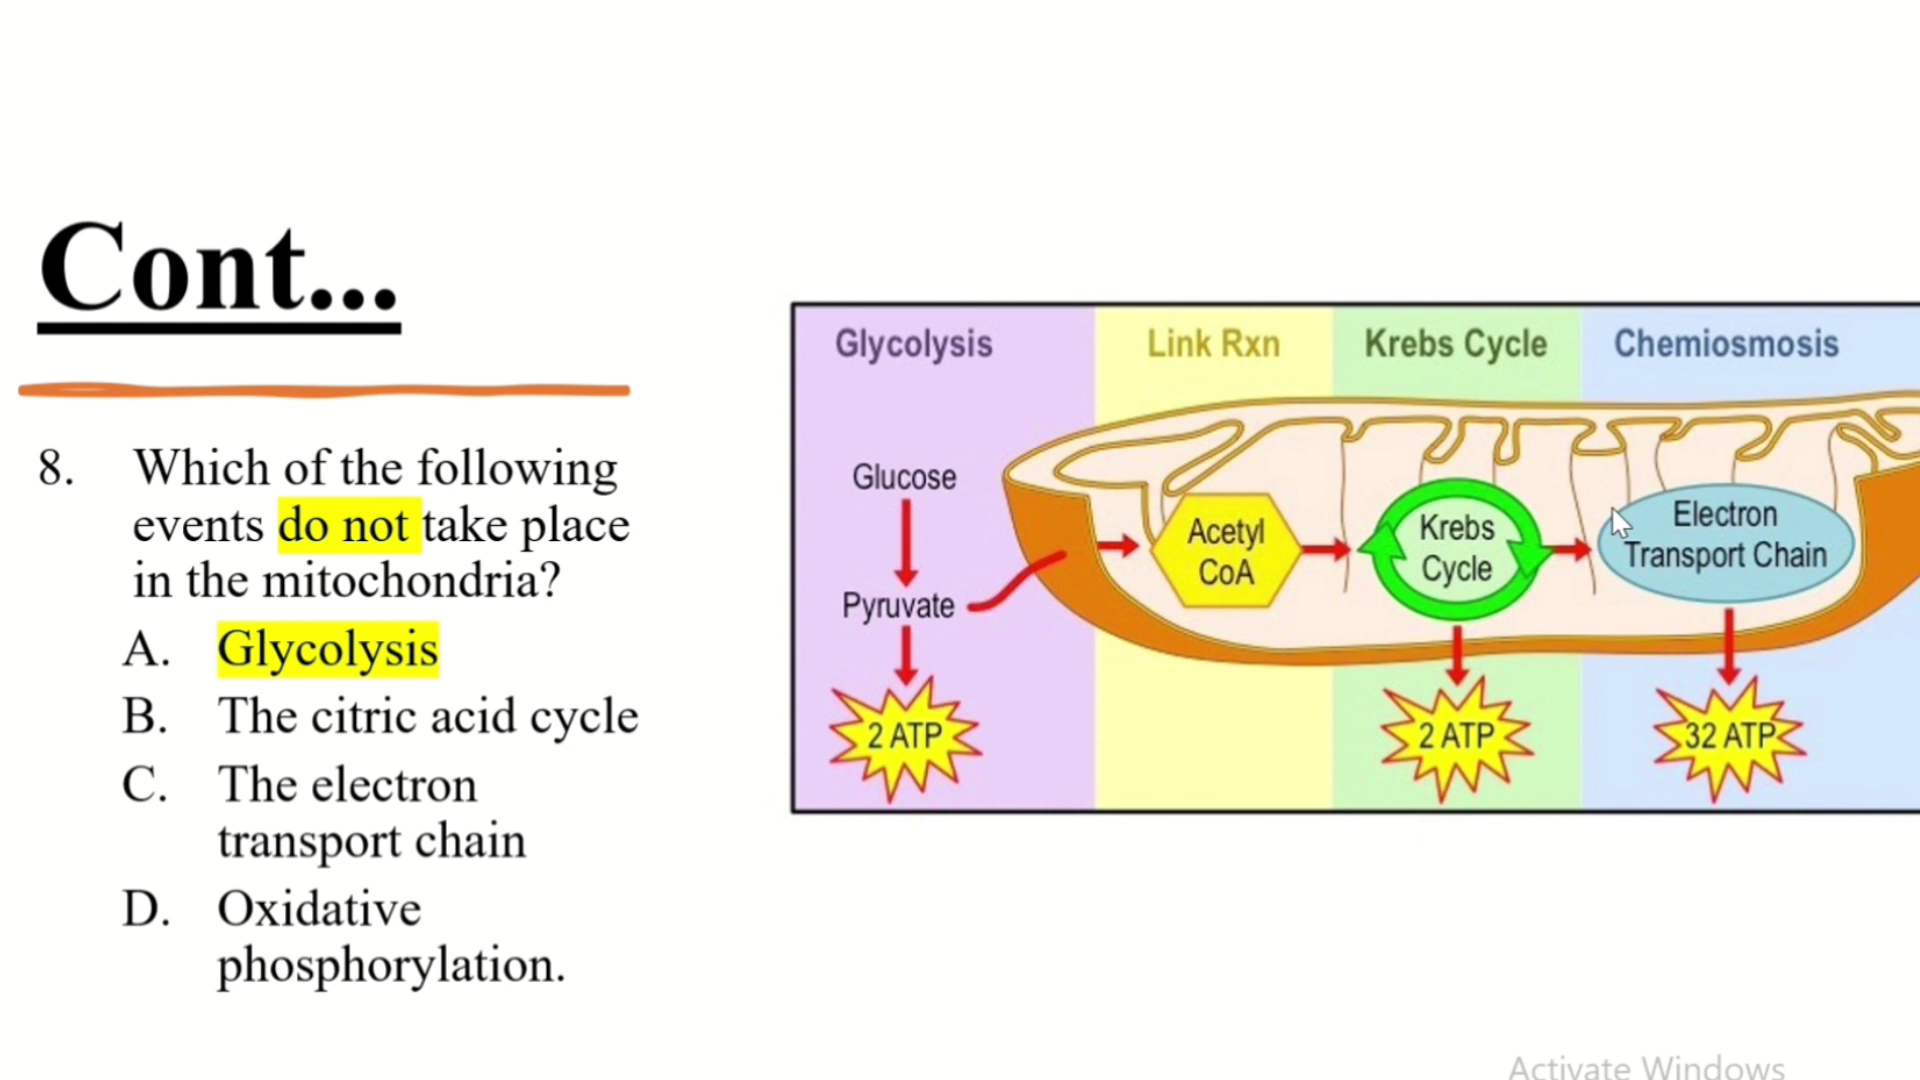 Cont...
8. Which of the following
events do not take place
in the mitochondria?
A. Glycolysis
B. The citric acid cycle
C. The electron
transport chain
D. Oxidative
phosphorylation.
Glycolysis Link Rxn Krebs Cycle Chemiosmosis
Glucose
Pyruvate
2 ATP
Acetyl
CoA
Krebs
Cycle
2 ATP
Electron
Transport Chain
32 ATP
Activate Windows